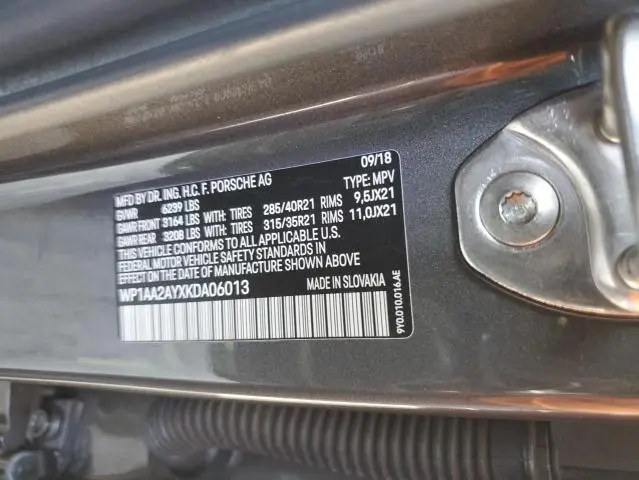 MFD BY DR. ING. H.C. F. PORSCHE AG 09/18
GVWR 6239 LBS TYPE: MPV
GAWR FRONT 3164 LBS WITH: TIRES 285/40R21 RIMS 9,5JX21
GAWR REAR 3208 LBS WITH: TIRES 315/35R21 RIMS 11,0JX21
THIS VEHICLE CONFORMS TO ALL APPLICABLE U.S.
FEDERAL MOTOR VEHICLE SAFETY STANDARDS IN
EFFECT ON THE DATE OF MANUFACTURE SHOWN ABOVE
WP1AA2AYXKDA06013 MADE IN SLOVAKIA
9Y0.010.016.AE